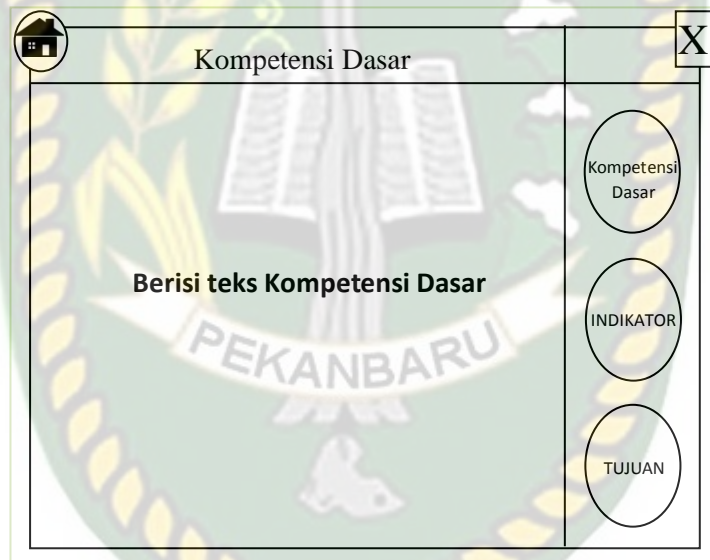 Kompetensi Dasar
X
Kompetensi
Dasar
Berisi teks Kompetensi Dasar
INDIKATOR
PEKANBARU
TUJUAN